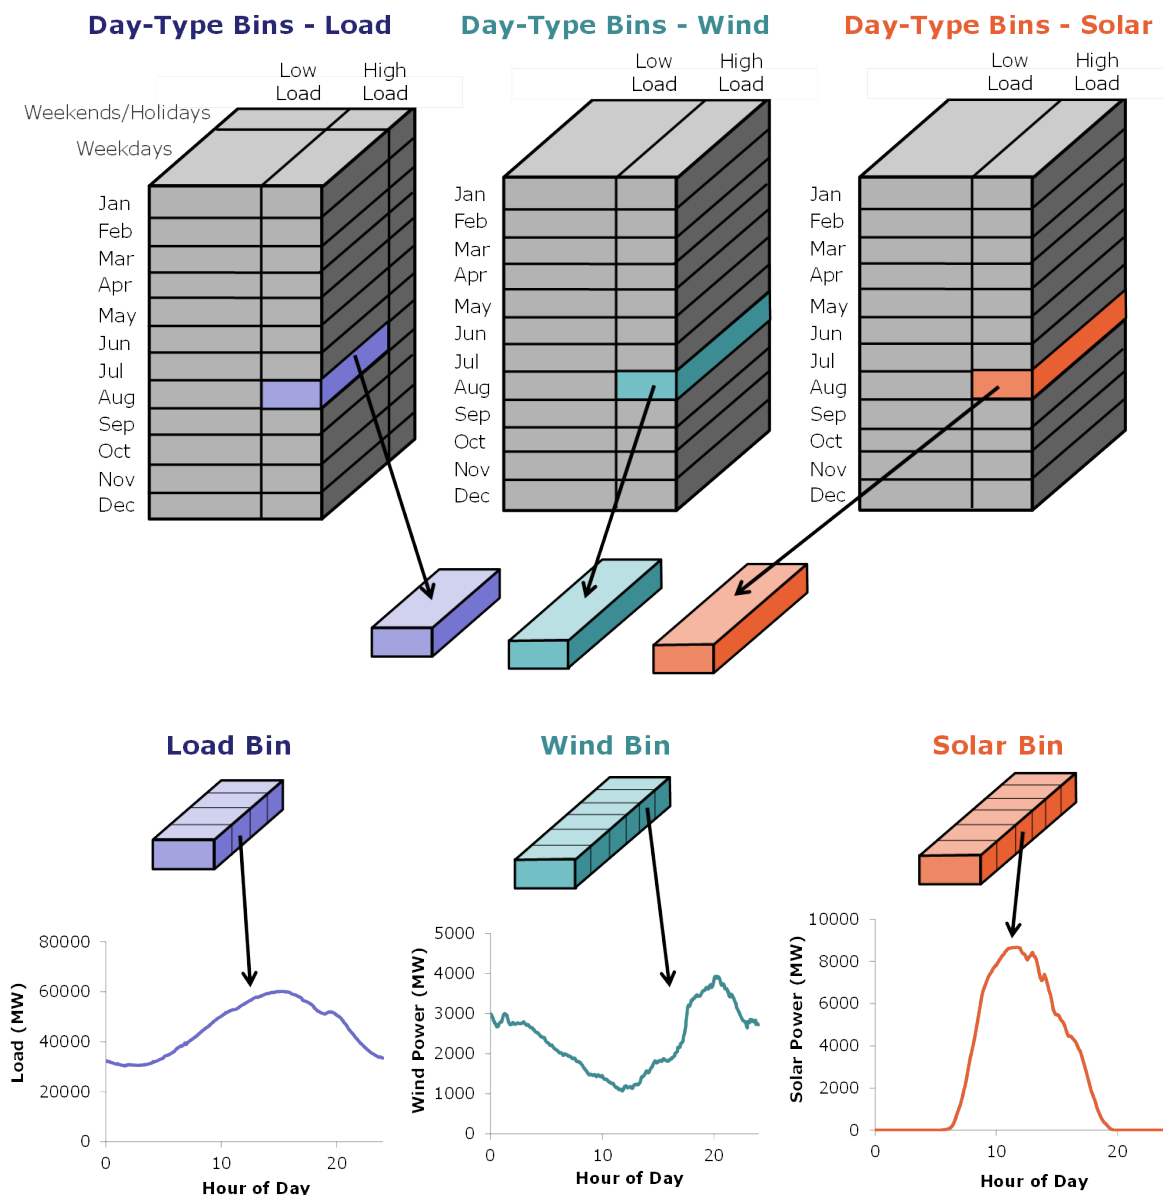 Day-Type Bins - Load
Day-Type Bins - Wind
Day-Type Bins - Solar
Low
Load
High
Load
Low
Load
High
Load
Low
Load
High
Load
Weekends/Holidays
Weekdays
Jan
Feb
Mar
Apr
May
Jun
Jul
Aug
Sep
Oct
Nov
Dec
Jan
Feb
Mar
Apr
May
Jun
Jul
Aug
Sep
Oct
Nov
Dec
Jan
Feb
Mar
Apr
May
Jun
Jul
Aug
Sep
Oct
Nov
Dec
Load Bin
Wind Bin
Solar Bin
Load (MW)
80000
60000
40000
20000
0
0
10
20
Hour of Day
Wind Power (MW)
5000
4000
3000
2000
1000
0
0
10
20
Hour of Day
Solar Power (MW)
10000
8000
6000
4000
2000
0
0
10
20
Hour of Day